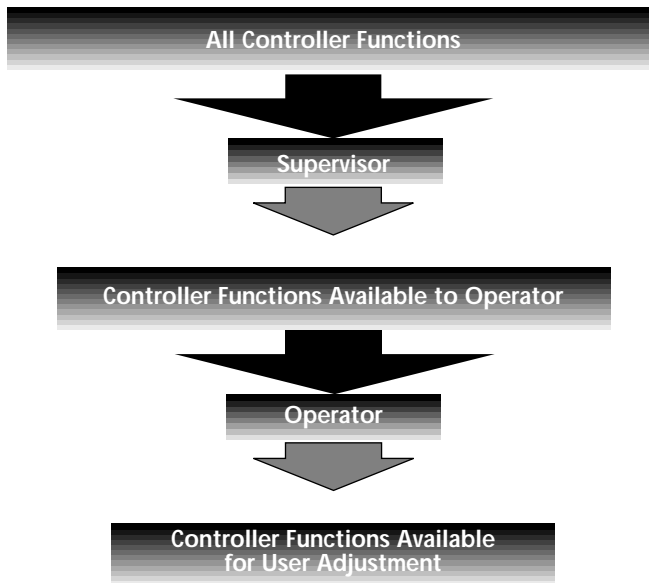 All Controller Functions
Supervisor
Controller Functions Available to Operator
Operator
Controller Functions Available
for User Adjustment